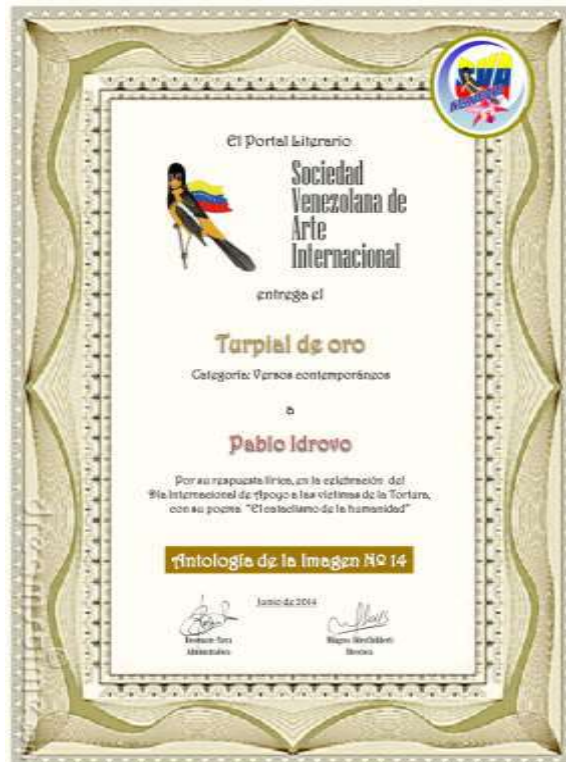 El Portal Literario
Sociedad
Venezolana de
Arte
Internacional
entrega el
Turpial de oro
Categoría: Versos contemporáneos
a
Pablo Idrovo
Por su respuesta lírica, en la celebración del
Día Internacional de Apoyo a las víctimas de la Tortura,
con su poema "El cataclismo de la humanidad"
Antología de la Imagen Nº 14
Junio de 2014